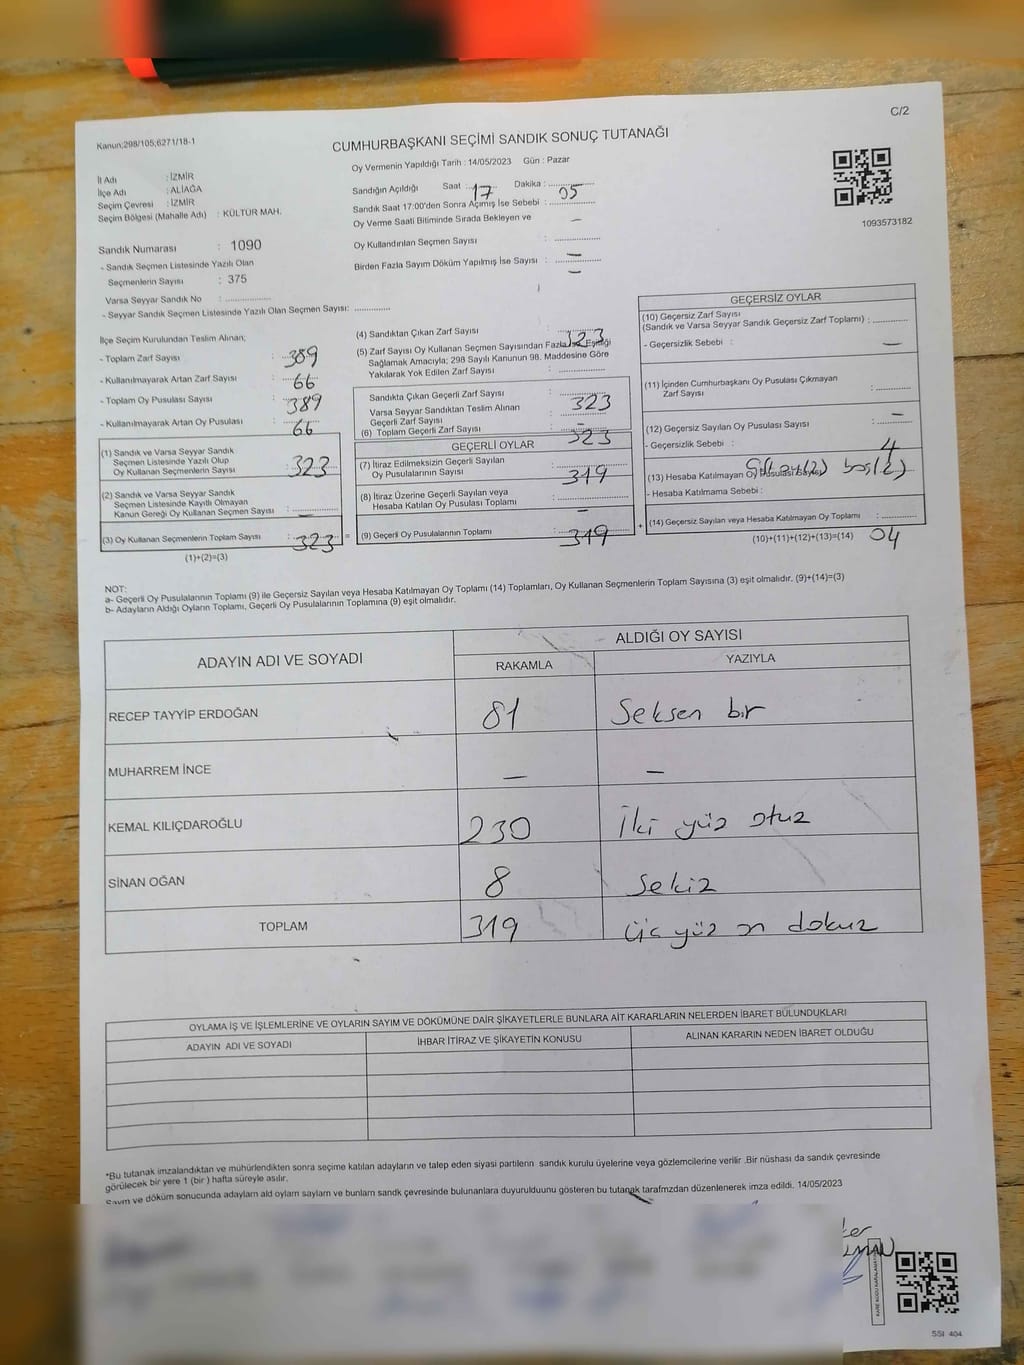 C/2
Kanun;298/105;6271/18-1
CUMHURBAŞKANI SEÇİMİ SANDIK SONUÇ TUTANAĞI
Oy Vermenin Yapıldığı Tarih : 14/05/2023 Gün : Pazar
İl Adı : İZMİR
İlçe Adı : ALİAĞA
Seçim Çevresi : İZMİR
Seçim Bölgesi (Mahalle Adı) : KÜLTÜR MAH.
Sandığın Açıldığı Saat : 17 Dakika : 05
Sandık Saat 17:00'den Sonra Açımış İse Sebebi :
Oy Verme Saati Bitiminde Sırada Bekleyen ve
Oy Kullandırılan Seçmen Sayısı : —
Birden Fazla Sayım Döküm Yapılmış İse Sayısı : —
1093573182
Sandık Numarası : 1090
- Sandık Seçmen Listesinde Yazılı Olan
Seçmenlerin Sayısı : 375
Varsa Seyyar Sandık No :
- Seyyar Sandık Seçmen Listesinde Yazılı Olan Seçmen Sayısı:
İlçe Seçim Kurulundan Teslim Alınan;
- Toplam Zarf Sayısı : 389
- Kullanılmayarak Artan Zarf Sayısı : 66
- Toplam Oy Pusulası Sayısı : 389
- Kullanılmayarak Artan Oy Pusulası : 66
(1) Sandık ve Varsa Seyyar Sandık
Seçmen Listesinde Yazılı Olup
Oy Kullanan Seçmenlerin Sayısı : 323
(2) Sandık ve Varsa Seyyar Sandık
Seçmen Listesinde Kayıtlı Olmayan
Kanun Gereği Oy Kullanan Seçmen Sayısı : —
(3) Oy Kullanan Seçmenlerin Toplam Sayısı : 323
(1)+(2)=(3)
(4) Sandıktan Çıkan Zarf Sayısı : 323
(5) Zarf Sayısı Oy Kullanan Seçmen Sayısından Fazla ise Eşitliği
Sağlamak Amacıyla; 298 Sayılı Kanunun 98. Maddesine Göre
Yakılarak Yok Edilen Zarf Sayısı :
Sandıkta Çıkan Geçerli Zarf Sayısı : 323
Varsa Seyyar Sandıktan Teslim Alınan
Geçerli Zarf Sayısı : —
(6) Toplam Geçerli Zarf Sayısı : 323
GEÇERLİ OYLAR
(7) İtiraz Edilmeksizin Geçerli Sayılan
Oy Pusulalarının Sayısı : 319
(8) İtiraz Üzerine Geçerli Sayılan veya
Hesaba Katılan Oy Pusulası Toplamı : —
= (9) Geçerli Oy Pusulalarının Toplamı : 319
GEÇERSİZ OYLAR
(10) Geçersiz Zarf Sayısı
(Sandık ve Varsa Seyyar Sandık Geçersiz Zarf Toplamı) :
- Geçersizlik Sebebi : —
(11) İçinden Cumhurbaşkanı Oy Pusulası Çıkmayan
Zarf Sayısı : —
(12) Geçersiz Sayılan Oy Pusulası Sayısı : 4
- Geçersizlik Sebebi : (2) boş(2)
(13) Hesaba Katılmayan Oy Pusulası Sayısı
- Hesaba Katılmama Sebebi :
+ (14) Geçersiz Sayılan veya Hesaba Katılmayan Oy Toplamı : 04
(10)+(11)+(12)+(13)=(14)
NOT:
a- Geçerli Oy Pusulalarının Toplamı (9) ile Geçersiz Sayılan veya Hesaba Katılmayan Oy Toplamı (14) Toplamları, Oy Kullanan Seçmenlerin Toplam Sayısına (3) eşit olmalıdır. (9)+(14)=(3)
b- Adayların Aldığı Oyların Toplamı, Geçerli Oy Pusulalarının Toplamına (9) eşit olmalıdır.
ADAYIN ADI VE SOYADI ALDIĞI OY SAYISI
RAKAMLA YAZIYLA
RECEP TAYYİP ERDOĞAN 81 Seksen bir
MUHARREM İNCE — —
KEMAL KILIÇDAROĞLU 230 İki yüz otuz
SİNAN OĞAN 8 Sekiz
TOPLAM 319 Üç yüz on dokuz
OYLAMA İŞ VE İŞLEMLERİNE VE OYLARIN SAYIM VE DÖKÜMÜNE DAİR ŞİKAYETLERLE BUNLARA AİT KARARLARIN NELERDEN İBARET BULUNDUKLARI
ADAYIN ADI VE SOYADI İHBAR İTİRAZ VE ŞİKAYETİN KONUSU ALINAN KARARIN NEDEN İBARET OLDUĞU
*Bu tutanak imzalandıktan ve mühürlendikten sonra seçime katılan adayların ve talep eden siyasi partilerin sandık kurulu üyelerine veya gözlemcilerine verilir .Bir nüshası da sandık çevresinde
görülecek bir yere 1 (bir ) hafta süreyle asılır.
Sayım ve döküm sonucunda adayların ald oyların sayların ve bunların sandk çevresinde bulunanlara duyurulduunu gösteren bu tutanak tarafmzdan düzenlenerek imza edildi. 14/05/2023
SSI 404